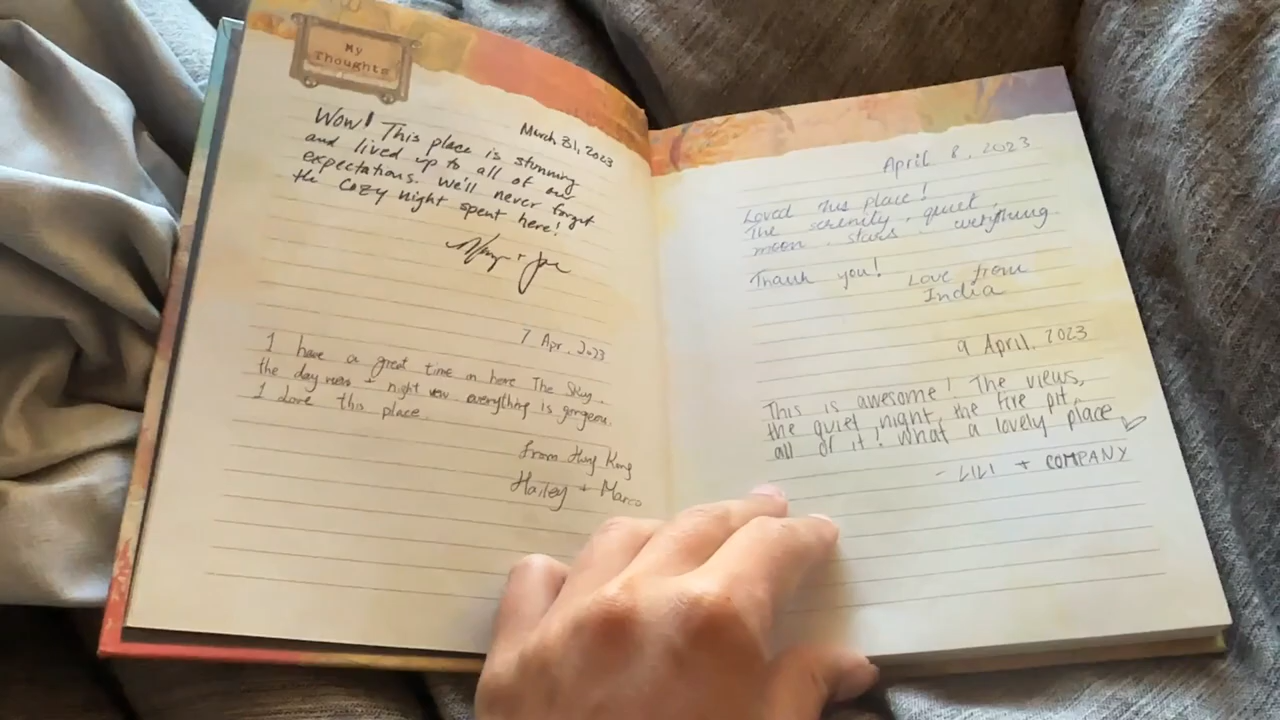 My
Thoughts
March 31, 2023
Wow! This place is stunning
and lived up to all of our
expectations. We'll never forget
the cozy night spent here!
+ Joe
7 Apr. 2023
I have a great time in here. The Sky,
the day view + night view everything is gorgeous.
I love this place.
from Hong Kong
Hailey + Marco
April 8, 2023
Loved this place!
The serenity, quiet,
moon, stars, everything
Thank you!
Love from
India
9 April, 2023
This is awesome! The views,
the quiet night, the fire pit,
all of it! What a lovely place ♡
- LILI + COMPANY